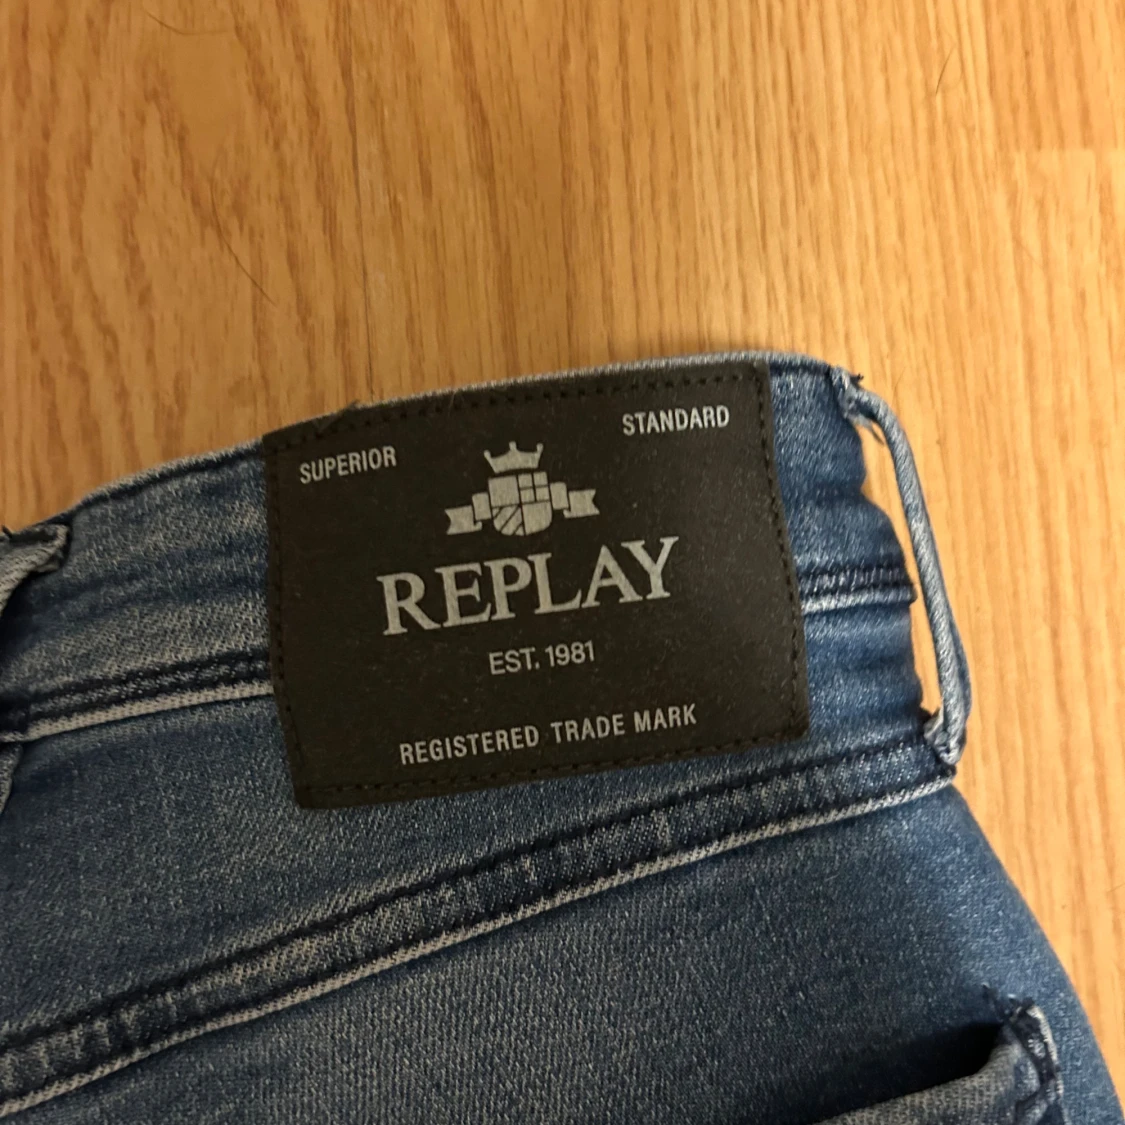 SUPERIOR STANDARD
REPLAY
EST. 1981
REGISTERED TRADE MARK